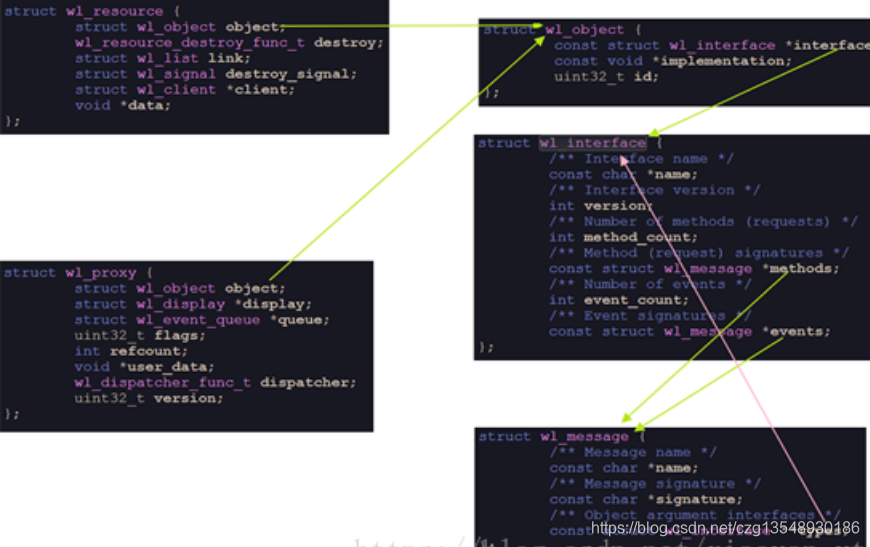 struct wl_resource {
struct wl_object object;
wl_resource_destroy_func_t destroy;
struct wl_list link;
struct wl_signal destroy_signal;
struct wl_client *client;
void *data;
};
struct wl_object {
const struct wl_interface *interface
const void *implementation;
uint32_t id;
};
struct wl_interface {
/** Interface name */
const char *name;
/** Interface version */
int version;
/** Number of methods (requests) */
int method_count;
/** Method (request) signatures */
const struct wl_message *methods;
/** Number of events */
int event_count;
/** Event signatures */
const struct wl_message *events;
};
struct wl_proxy {
struct wl_object object;
struct wl_display *display;
struct wl_event_queue *queue;
uint32_t flags;
int refcount;
void *user_data;
wl_dispatcher_func_t dispatcher;
uint32_t version;
};
struct wl_message {
/** Message name */
const char *name;
/** Message signature */
const char *signature;
/** Object argument interfaces */
const struct wl_interface **types;
https://blog.csdn.net/czg13548930186